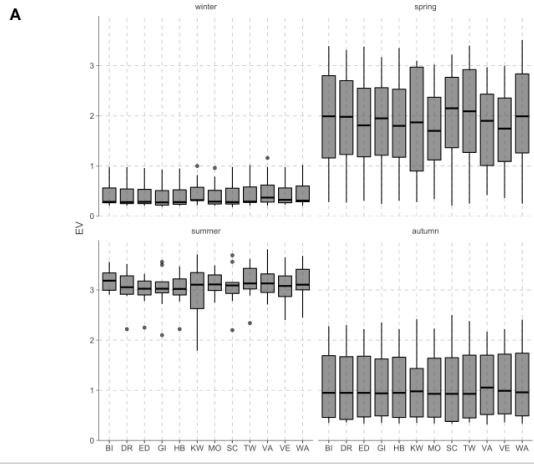 A
winter
spring
3
2
1
0
EV
summer
autumn
3
2
1
0
BI DR ED GI HB KW MO SC TW VA VE WA
BI DR ED GI HB KW MO SC TW VA VE WA